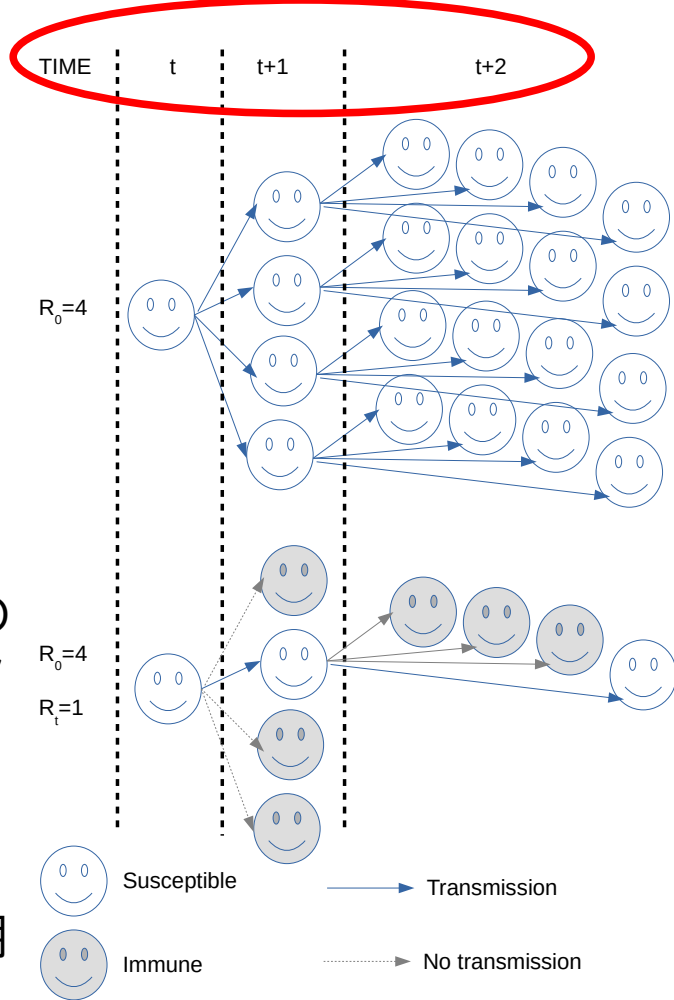 TIME t t+1 t+2
R₀=4
R₀=4
Rₜ=1
Susceptible Transmission
Immune No transmission